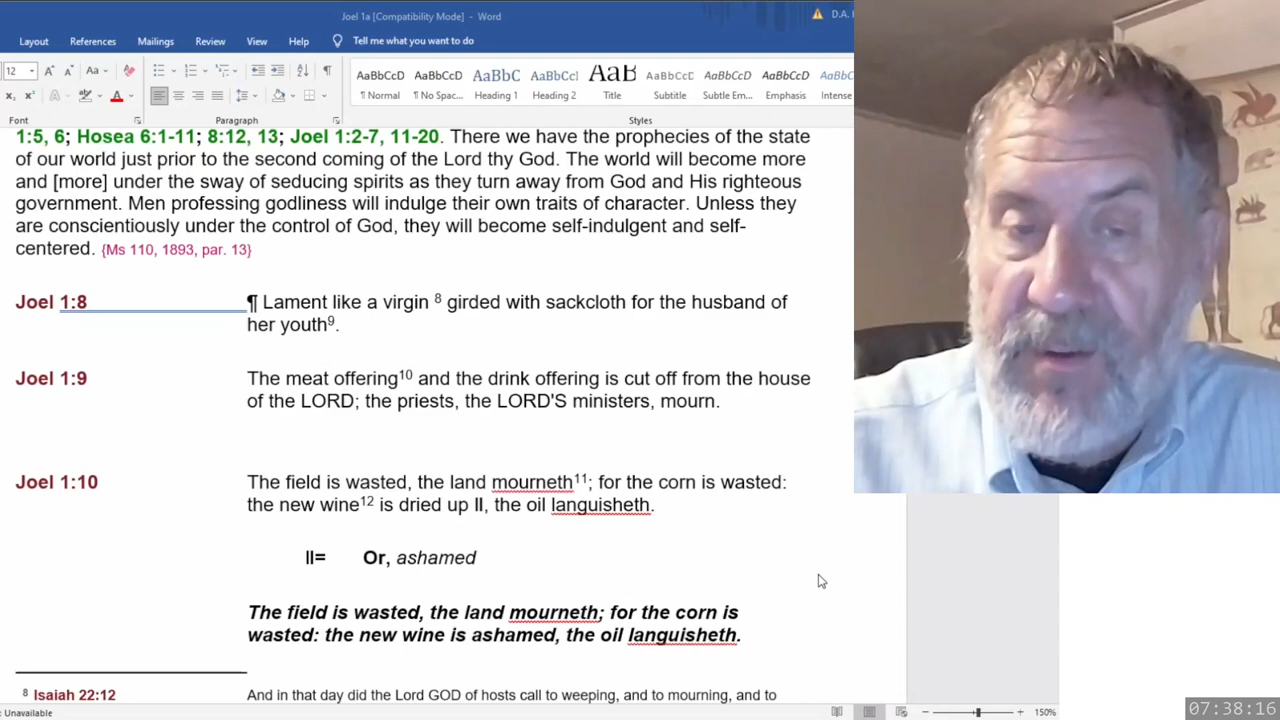 Joel 1a [Compatibility Mode] - Word
D.A.
Layout References Mailings Review View Help Tell me what you want to do
12
AaBbCcD AaBbCcD AaBbC AaBbCcI AaB AaBbCcD AaBbCcD AaBbCcD AaBbC
¶ Normal ¶ No Spac... Heading 1 Heading 2 Title Subtitle Subtle Em... Emphasis Intense
Font Paragraph Styles
1:5, 6; Hosea 6:1-11; 8:12, 13; Joel 1:2-7, 11-20. There we have the prophecies of the state
of our world just prior to the second coming of the Lord thy God. The world will become more
and [more] under the sway of seducing spirits as they turn away from God and His righteous
government. Men professing godliness will indulge their own traits of character. Unless they
are conscientiously under the control of God, they will become self-indulgent and self-
centered. {Ms 110, 1893, par. 13}
Joel 1:8 ¶ Lament like a virgin 8 girded with sackcloth for the husband of
her youth9.
Joel 1:9 The meat offering10 and the drink offering is cut off from the house
of the LORD; the priests, the LORD'S ministers, mourn.
Joel 1:10 The field is wasted, the land mourneth11; for the corn is wasted:
the new wine12 is dried up II, the oil languisheth.
II= Or, ashamed
The field is wasted, the land mourneth; for the corn is
wasted: the new wine is ashamed, the oil languisheth.
8 Isaiah 22:12 And in that day did the Lord GOD of hosts call to weeping, and to mourning, and to
: Unavailable
150%
07:38:16